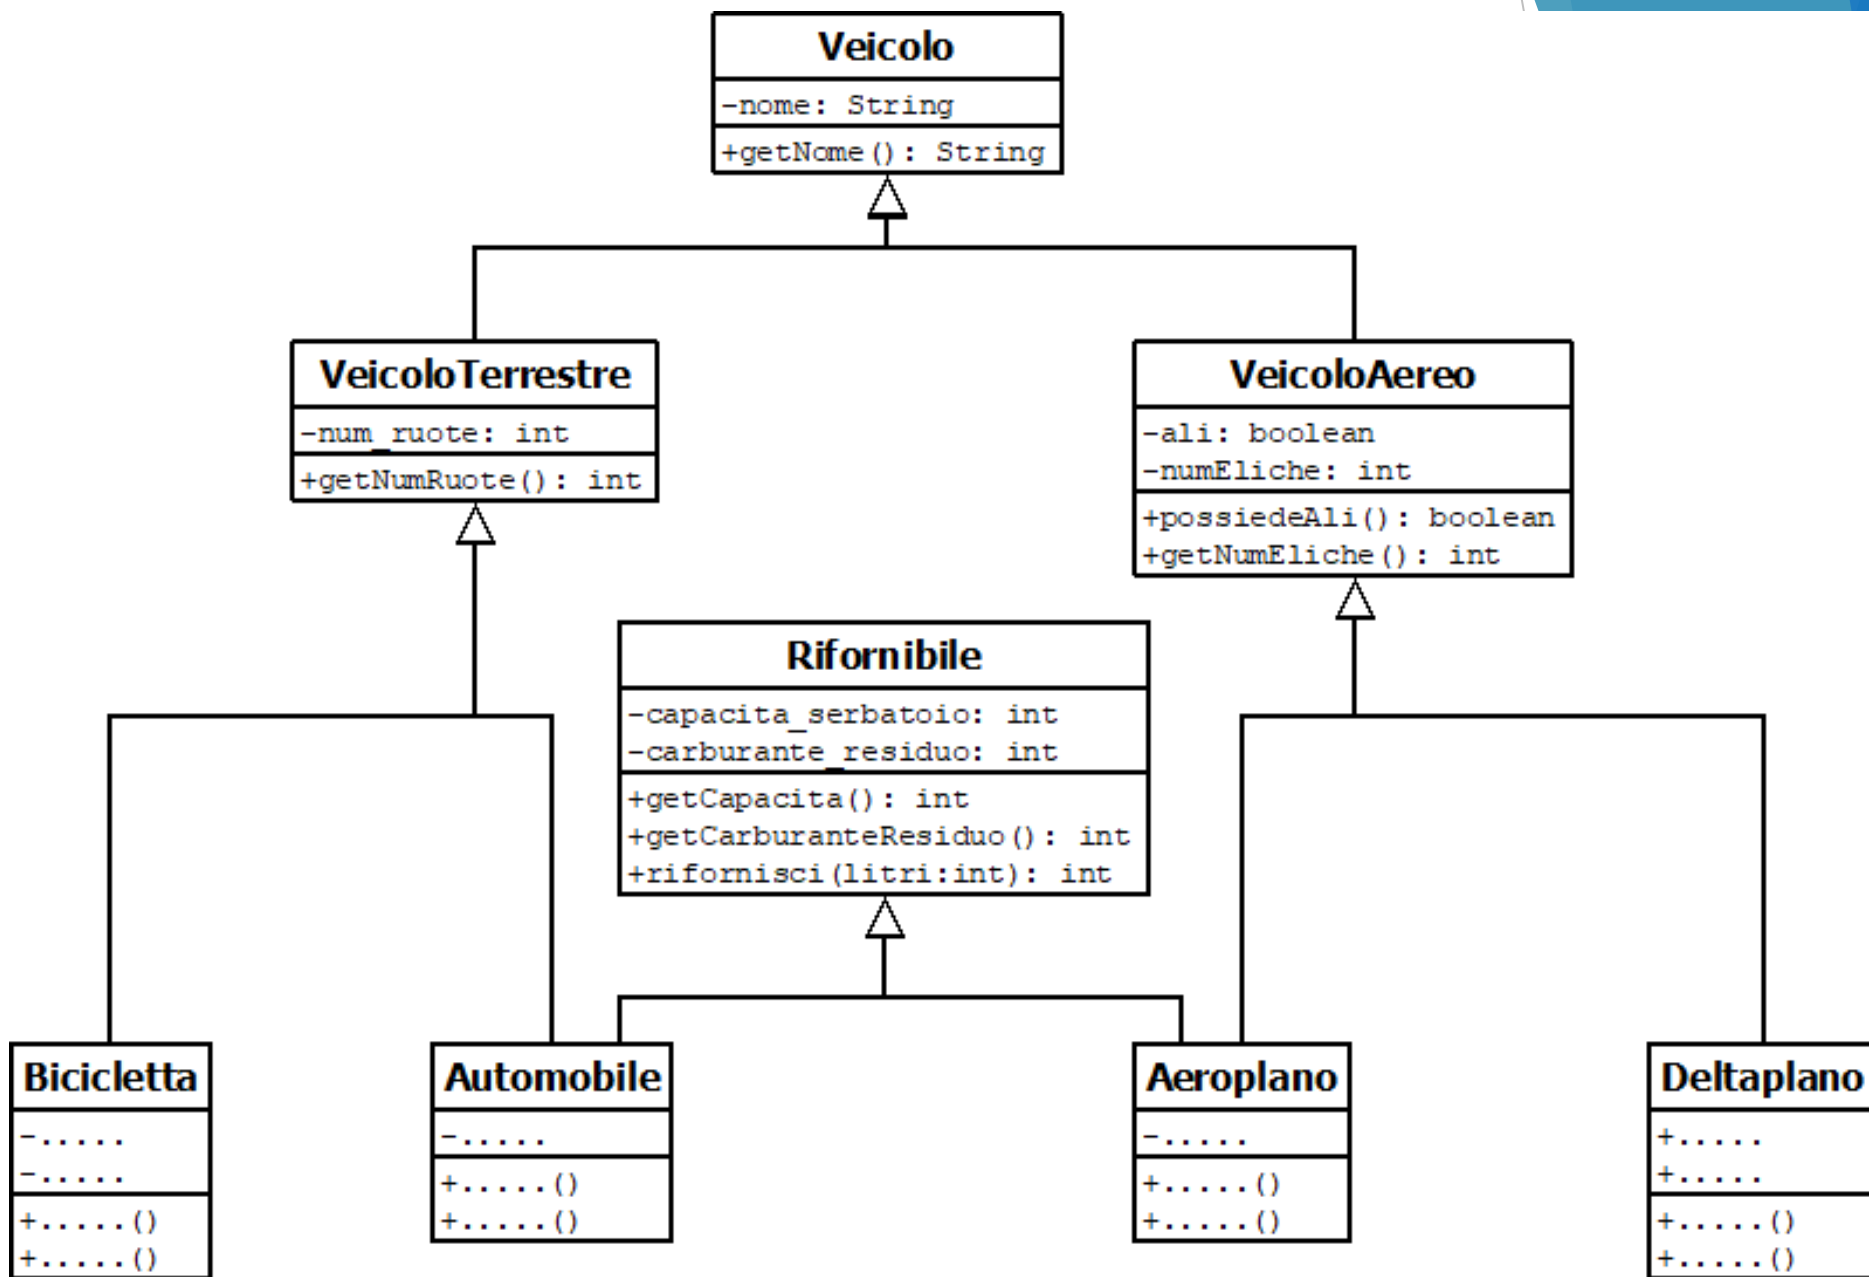 Veicolo
-nome: String
+getNome(): String
VeicoloTerrestre
-num_ruote: int
+getNumRuote(): int
VeicoloAereo
-ali: boolean
-numEliche: int
+possiedeAli(): boolean
+getNumEliche(): int
Rifornibile
-capacita_serbatoio: int
-carburante_residuo: int
+getCapacita(): int
+getCarburanteResiduo(): int
+rifornisci(litri:int): int
Bicicletta
-.....
-.....
+.....()
+.....()
Automobile
-.....
+.....()
+.....()
Aeroplano
-.....
+.....()
+.....()
Deltaplano
+.....
+.....
+.....()
+.....()